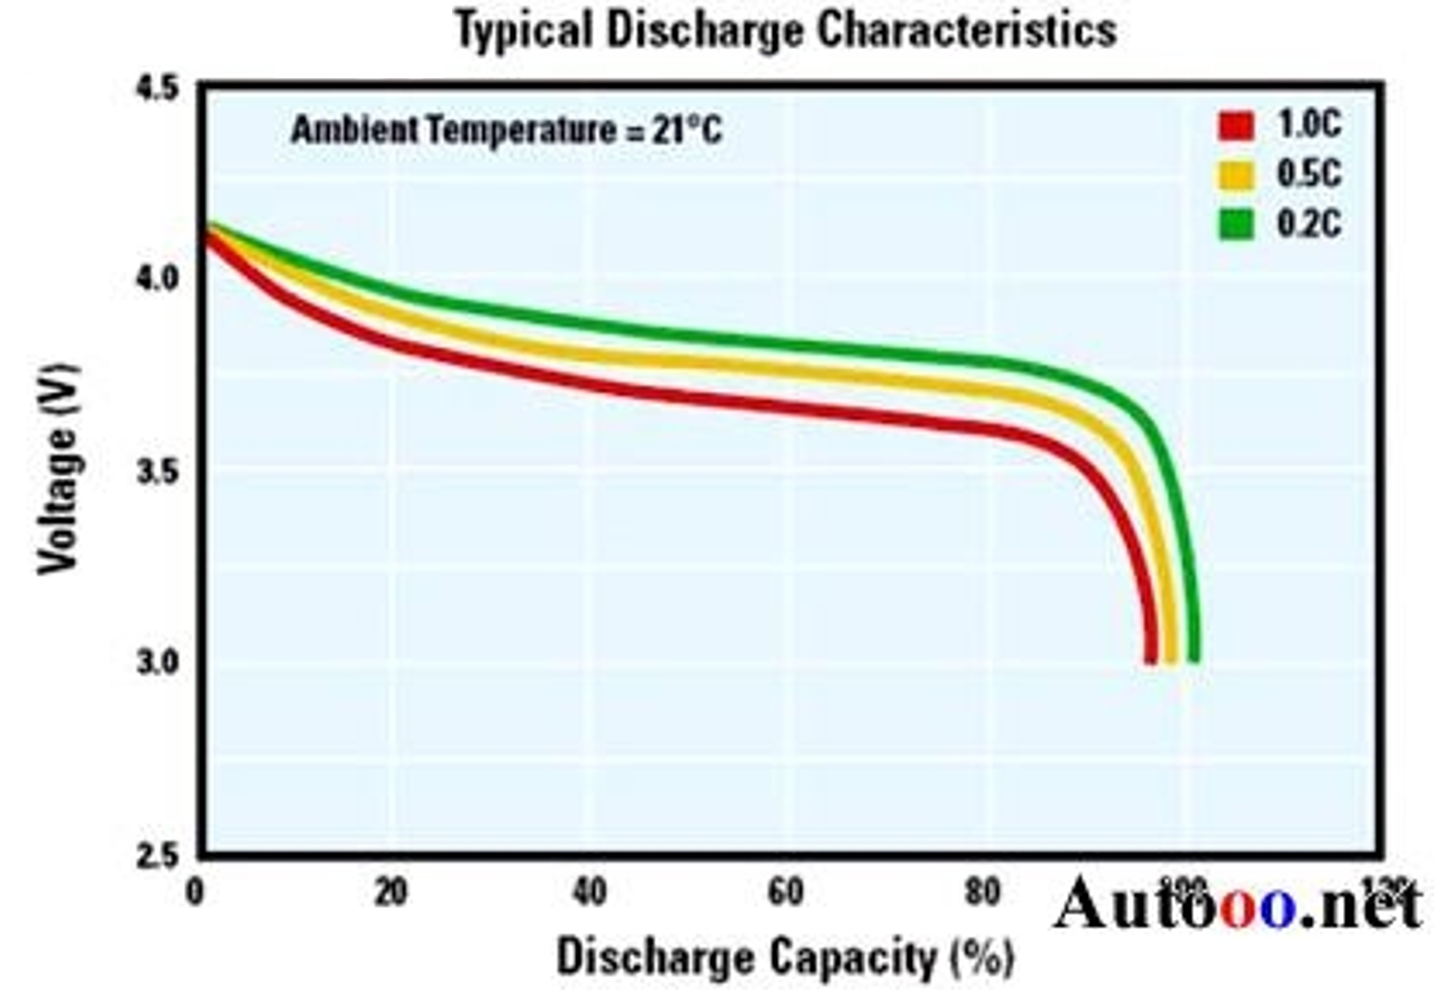 Typical Discharge Characteristics
4.5
Ambient Temperature = 21°C
1.0C
0.5C
0.2C
4.0
3.5
3.0
2.5
Voltage (V)
0 20 40 60 80
Autooo.net
Discharge Capacity (%)